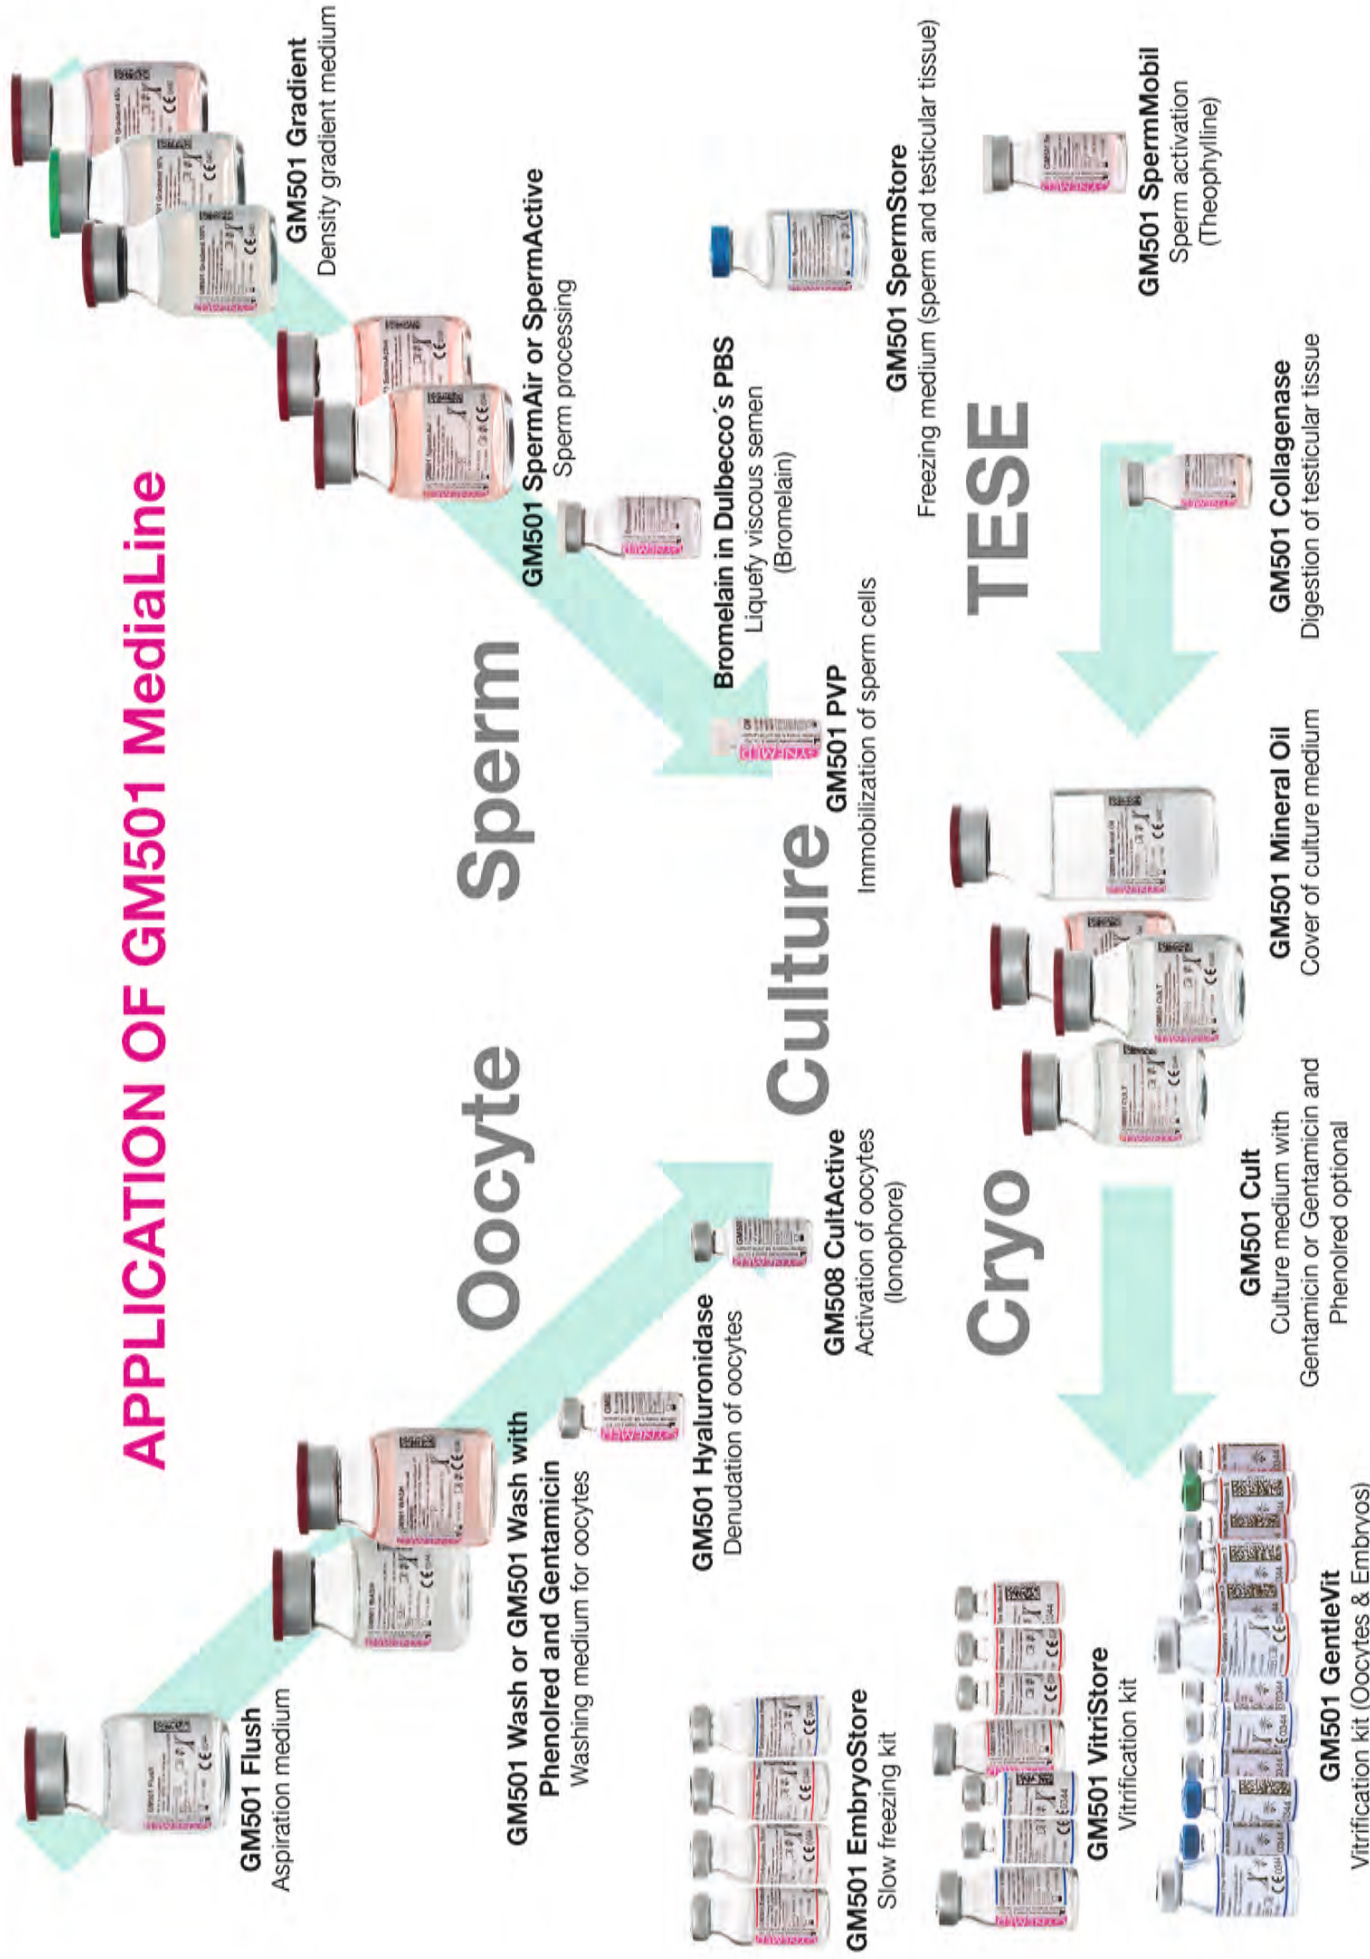 APPLICATION OF GM501 MediaLine
GM501 Flush
Aspiration medium
GM501 Wash or GM501 Wash with
Phenolred and Gentamicin
Washing medium for oocytes
GM501 Hyaluronidase
Denudation of oocytes
GM508 CultActive
Activation of oocytes
(Ionophore)
Oocyte
Sperm
GM501 Gradient
Density gradient medium
GM501 SpermAir or SpermActive
Sperm processing
Bromelain in Dulbecco´s PBS
Liquefy viscous semen
(Bromelain)
GM501 PVP
Immobilization of sperm cells
GM501 SpermStore
Freezing medium (sperm and testicular tissue)
Culture
GM501 EmbryoStore
Slow freezing kit
GM501 VitriStore
Vitrification kit
GM501 GentleVit
Vitrification kit (Oocytes & Embryos)
Cryo
GM501 Cult
Culture medium with
Gentamicin or Gentamicin and
Phenolred optional
GM501 Mineral Oil
Cover of culture medium
TESE
GM501 Collagenase
Digestion of testicular tissue
GM501 SpermMobil
Sperm activation
(Theophylline)